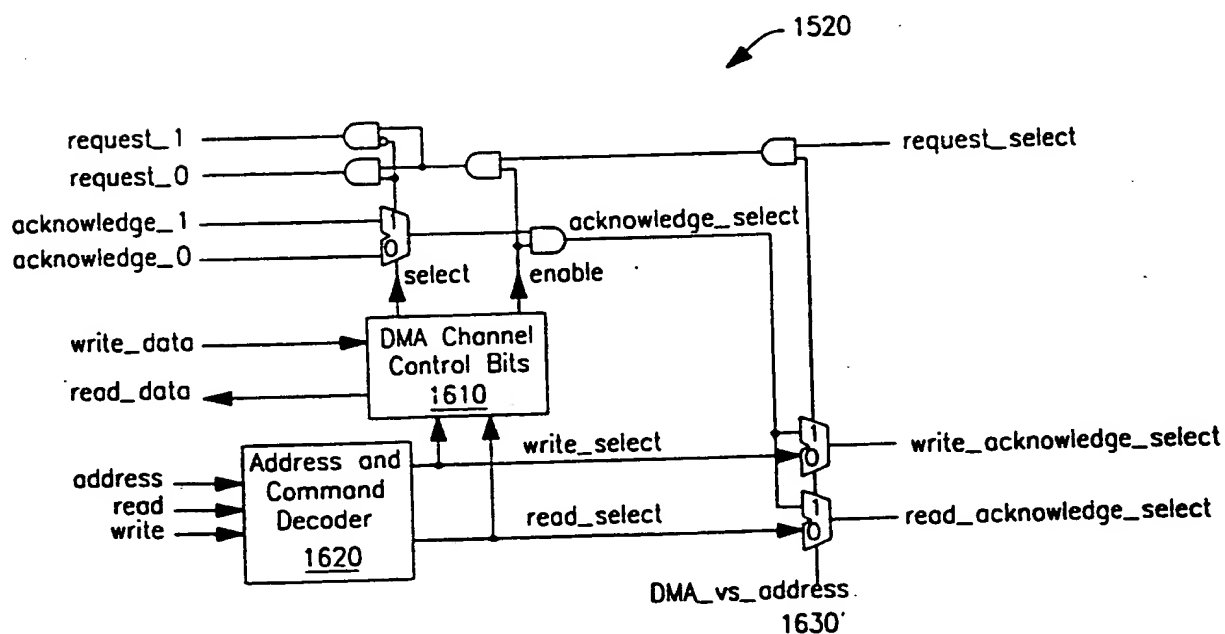 1520
request_1
request_0
request_select
acknowledge_1
acknowledge_0
1
0
acknowledge_select
select
enable
write_data
read_data
DMA Channel
Control Bits
1610
address
read
write
Address and
Command
Decoder
1620
write_select
read_select
1
0
write_acknowledge_select
1
0
read_acknowledge_select
DMA_vs_address
1630'